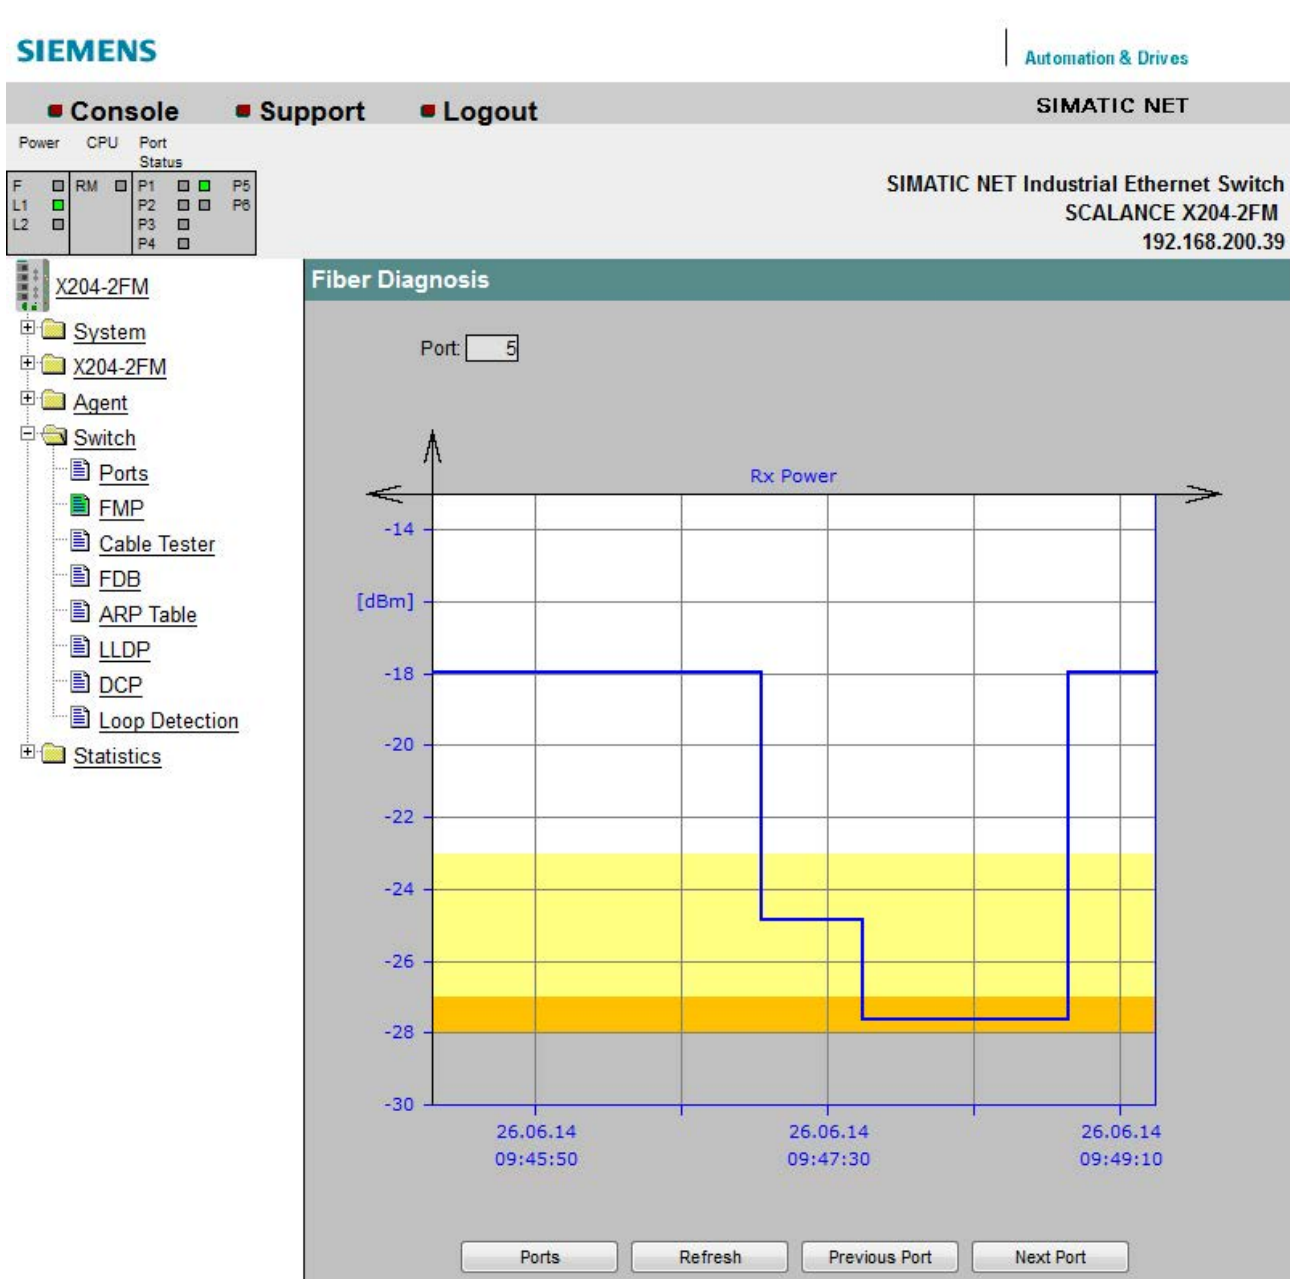 SIEMENS
Automation & Drives
Console Support Logout
SIMATIC NET
Power CPU Port
Status
F RM P1 P5
L1 P2 P6
L2 P3
P4
SIMATIC NET Industrial Ethernet Switch
SCALANCE X204-2FM
192.168.200.39
X204-2FM
System
X204-2FM
Agent
Switch
Ports
FMP
Cable Tester
FDB
ARP Table
LLDP
DCP
Loop Detection
Statistics
Fiber Diagnosis
Port: 5
Rx Power
-14
[dBm]
-18
-20
-22
-24
-26
-28
-30
26.06.14 26.06.14 26.06.14
09:45:50 09:47:30 09:49:10
Ports Refresh Previous Port Next Port